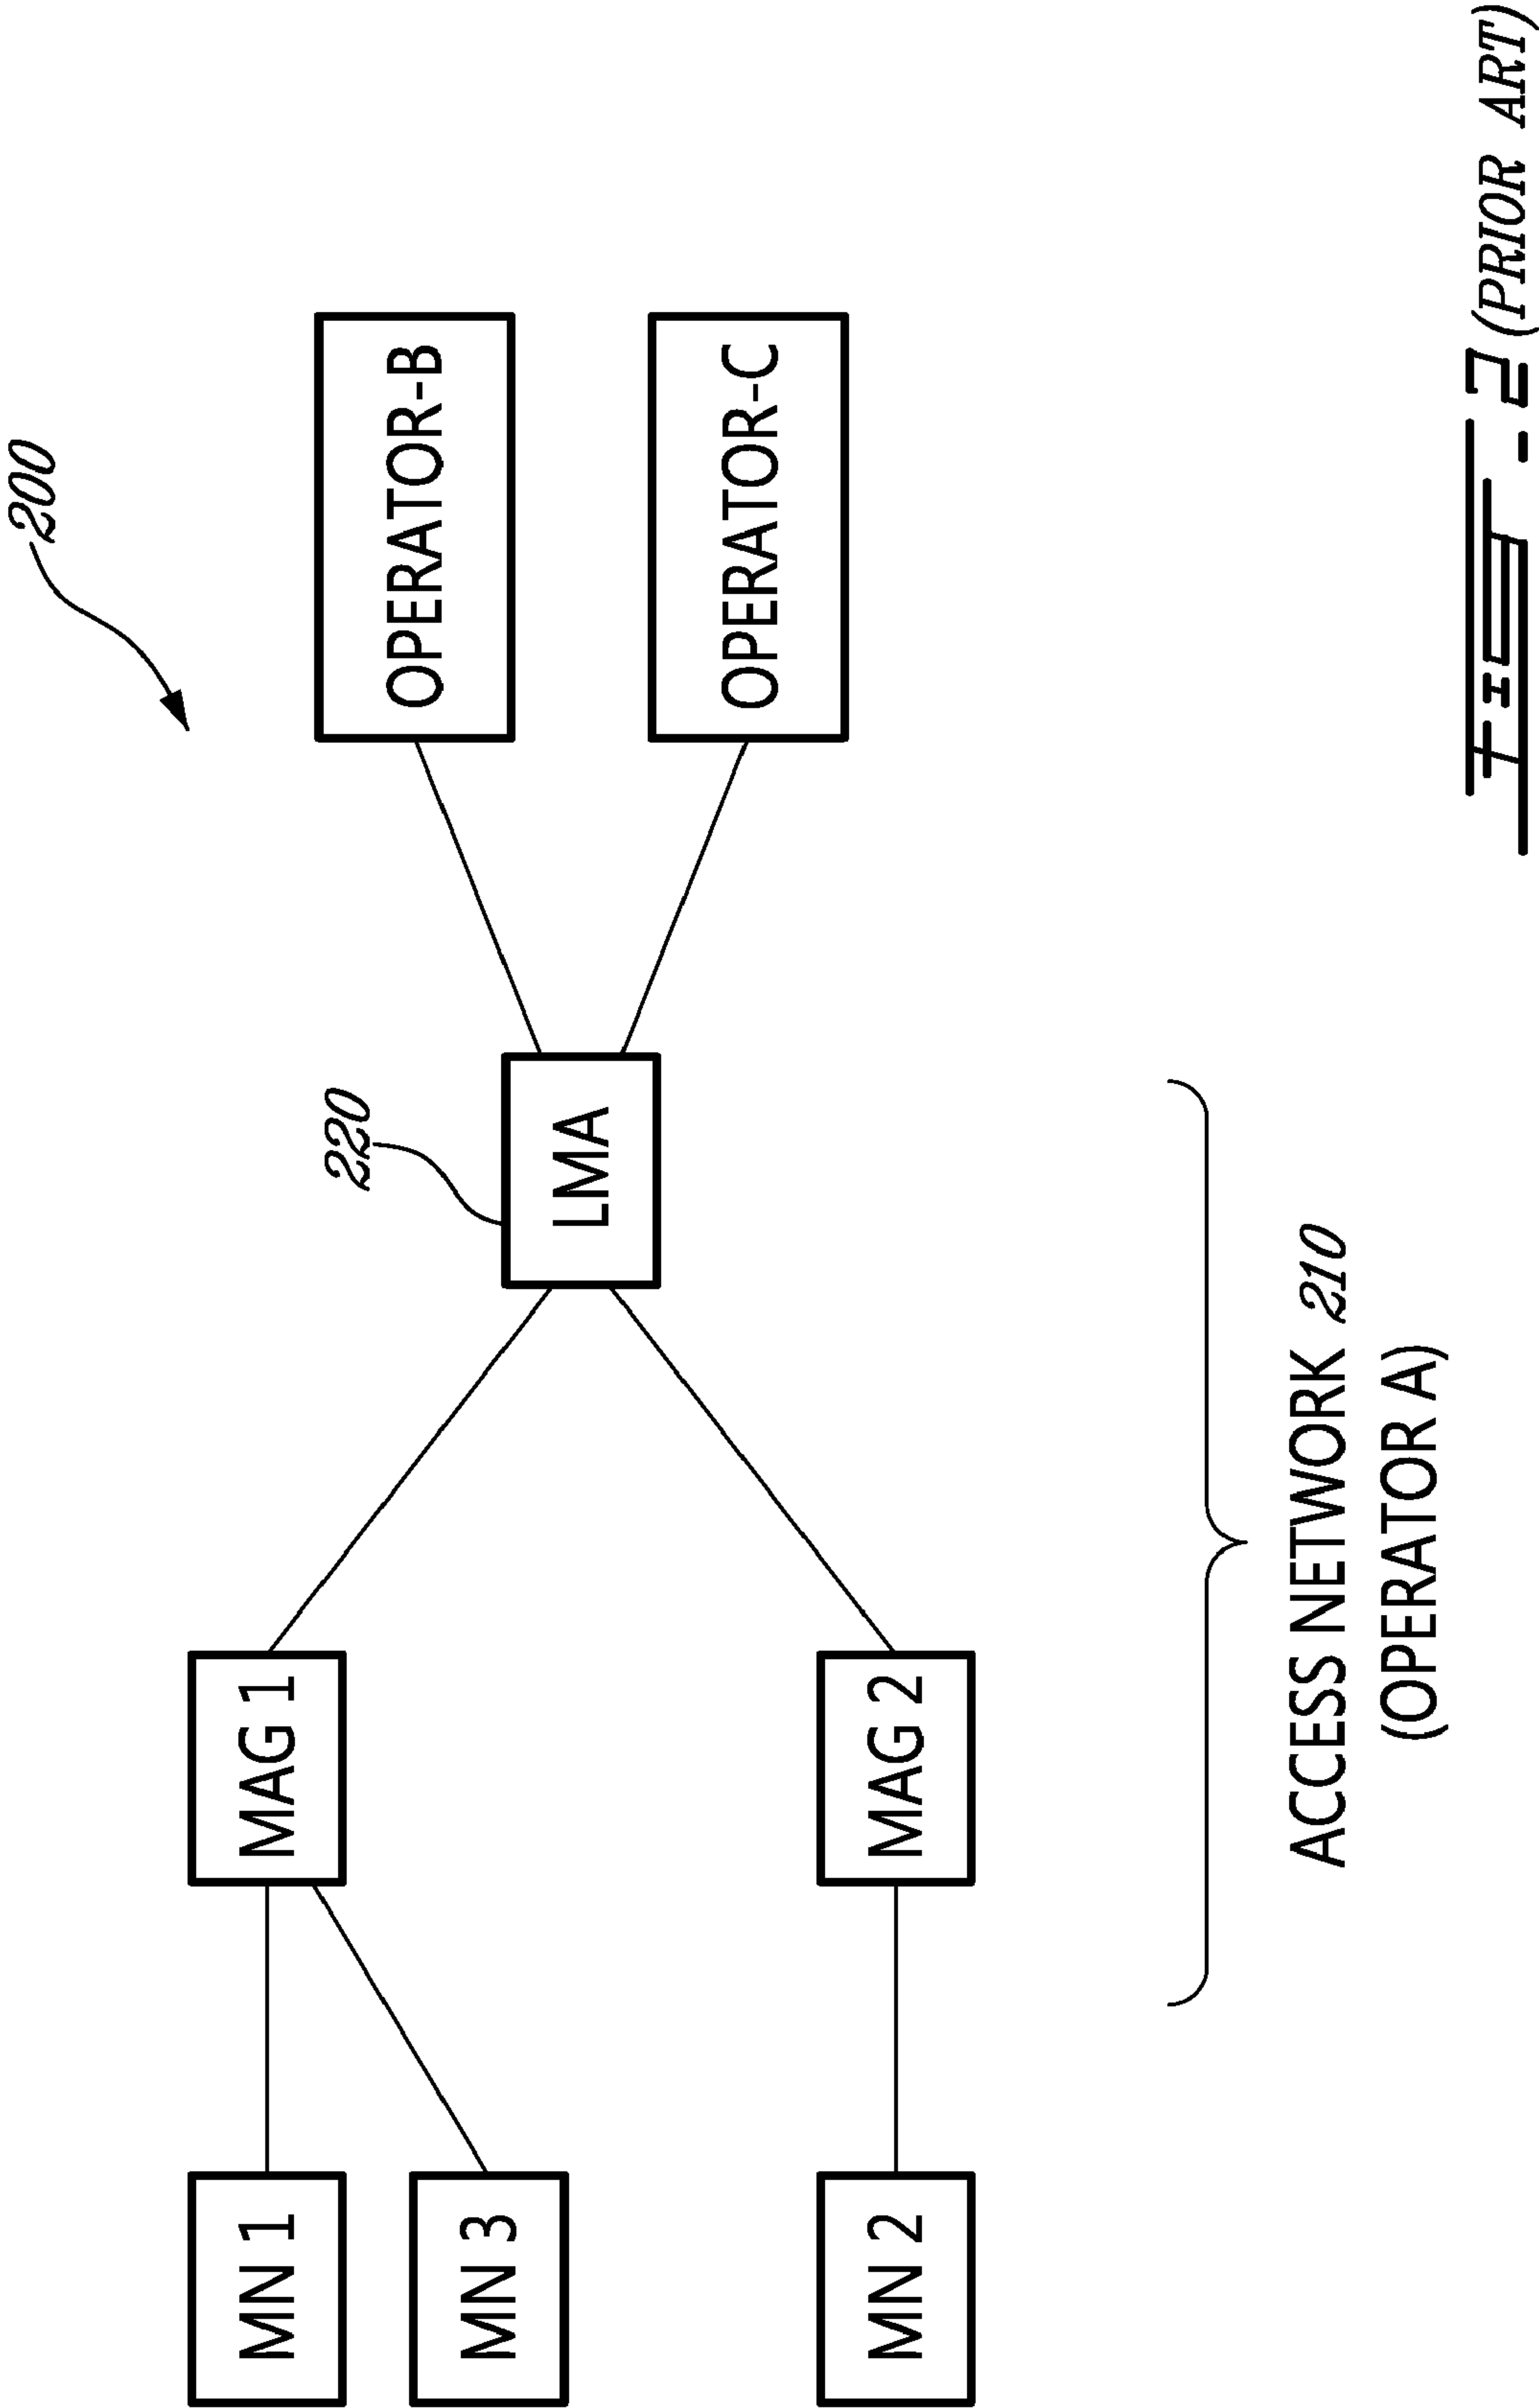 200
OPERATOR-B
220
MN 1
MAG 1
LMA
MN 3
OPERATOR-C
MN 2
MAG 2
ACCESS NETWORK 210
(OPERATOR A)
FIG. 2 (PRIOR ART)